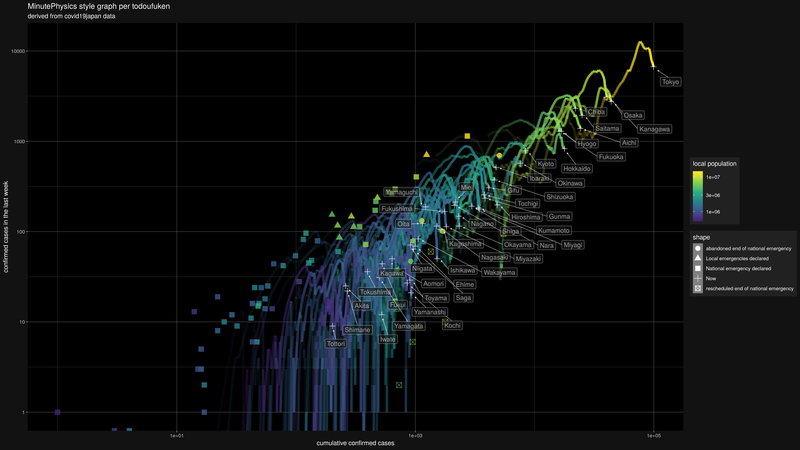 MinutePhysics style graph per todoufuken
derived from covid19japan data
confirmed cases in the last week
10000
1000
100
10
1
1e+01
1e+03
1e+05
cumulative confirmed cases
Tokyo
Chiba
Osaka
Saitama
Kanagawa
Hyogo
Aichi
Fukuoka
Kyoto
Hokkaido
Ibaraki
Okinawa
Mie
Gifu
Yamaguchi
Shizuoka
Tochigi
Fukushima
Hiroshima
Gunma
Oita
Nagano
Shiga
Kumamoto
Kagoshima
Okayama
Nara
Miyagi
Nagasaki
Miyazaki
Niigata
Ishikawa
Wakayama
Kagawa
Aomori
Ehime
Tokushima
Toyama
Saga
Akita
Fukui
Yamanashi
Shimane
Yamagata
Kochi
Tottori
Iwate
local population
1e+07
3e+06
1e+06
shape
abandoned end of national emergency
Local emergencies declared
National emergency declared
Now
rescheduled end of national emergency